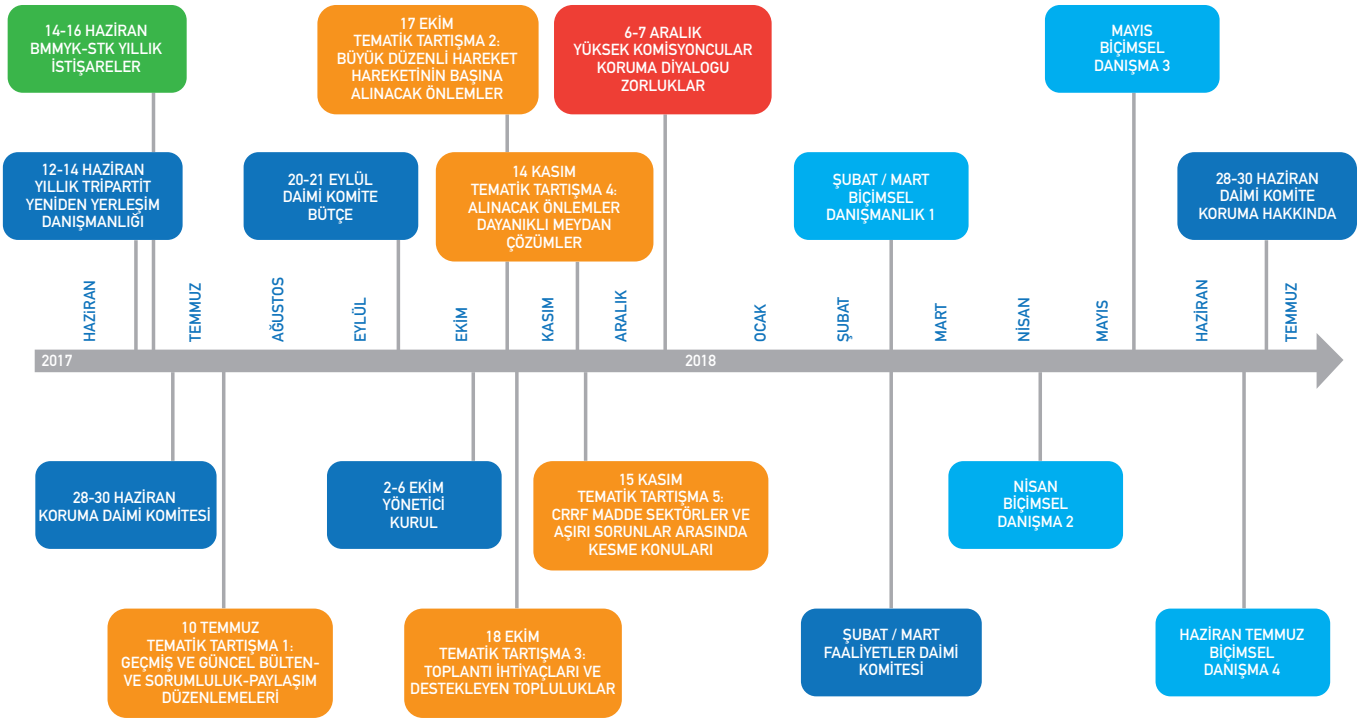 14-16 HAZİRAN
BMMYK-STK YILLIK
İSTİŞARELER
17 EKİM
TEMATİK TARTIŞMA 2:
BÜYÜK DÜZENLİ HAREKET
HAREKETİNİN BAŞINA
ALINACAK ÖNLEMLER
6-7 ARALIK
YÜKSEK KOMİSYONCULAR
KORUMA DİYALOGU
ZORLUKLAR
MAYIS
BİÇİMSEL
DANIŞMA 3
12-14 HAZİRAN
YILLIK TRİPARTİT
YENİDEN YERLEŞİM
DANIŞMANLIĞI
20-21 EYLÜL
DAİMİ KOMİTE
BÜTÇE
14 KASIM
TEMATİK TARTIŞMA 4:
ALINACAK ÖNLEMLER
DAYANIKLI MEYDAN
ÇÖZÜMLER
ŞUBAT / MART
BİÇİMSEL
DANIŞMANLIK 1
28-30 HAZİRAN
DAİMİ KOMİTE
KORUMA HAKKINDA
HAZiRAN
TEMMUZ
AĞUSTOS
EYLÜL
EKİM
KASIM
ARALIK
OCAK
ŞUBAT
MART
NİSAN
MAYIS
HAZİRAN
TEMMUZ
2017
2018
28-30 HAZİRAN
KORUMA DAİMİ KOMİTESİ
2-6 EKİM
YÖNETİCİ
KURUL
15 KASIM
TEMATİK TARTIŞMA 5:
CRRF MADDE SEKTÖRLER VE
AŞIRI SORUNLAR ARASINDA
KESME KONULARI
NİSAN
BİÇİMSEL
DANIŞMA 2
10 TEMMUZ
TEMATİK TARTIŞMA 1:
GEÇMİŞ VE GÜNCEL BÜLTEN-
VE SORUMLULUK-PAYLAŞIM
DÜZENLEMELERİ
18 EKİM
TEMATİK TARTIŞMA 3:
TOPLANTI İHTİYAÇLARI VE
DESTEKLEYEN TOPLULUKLAR
ŞUBAT / MART
FAALİYETLER DAİMİ
KOMİTESİ
HAZİRAN TEMMUZ
BİÇİMSEL
DANIŞMA 4